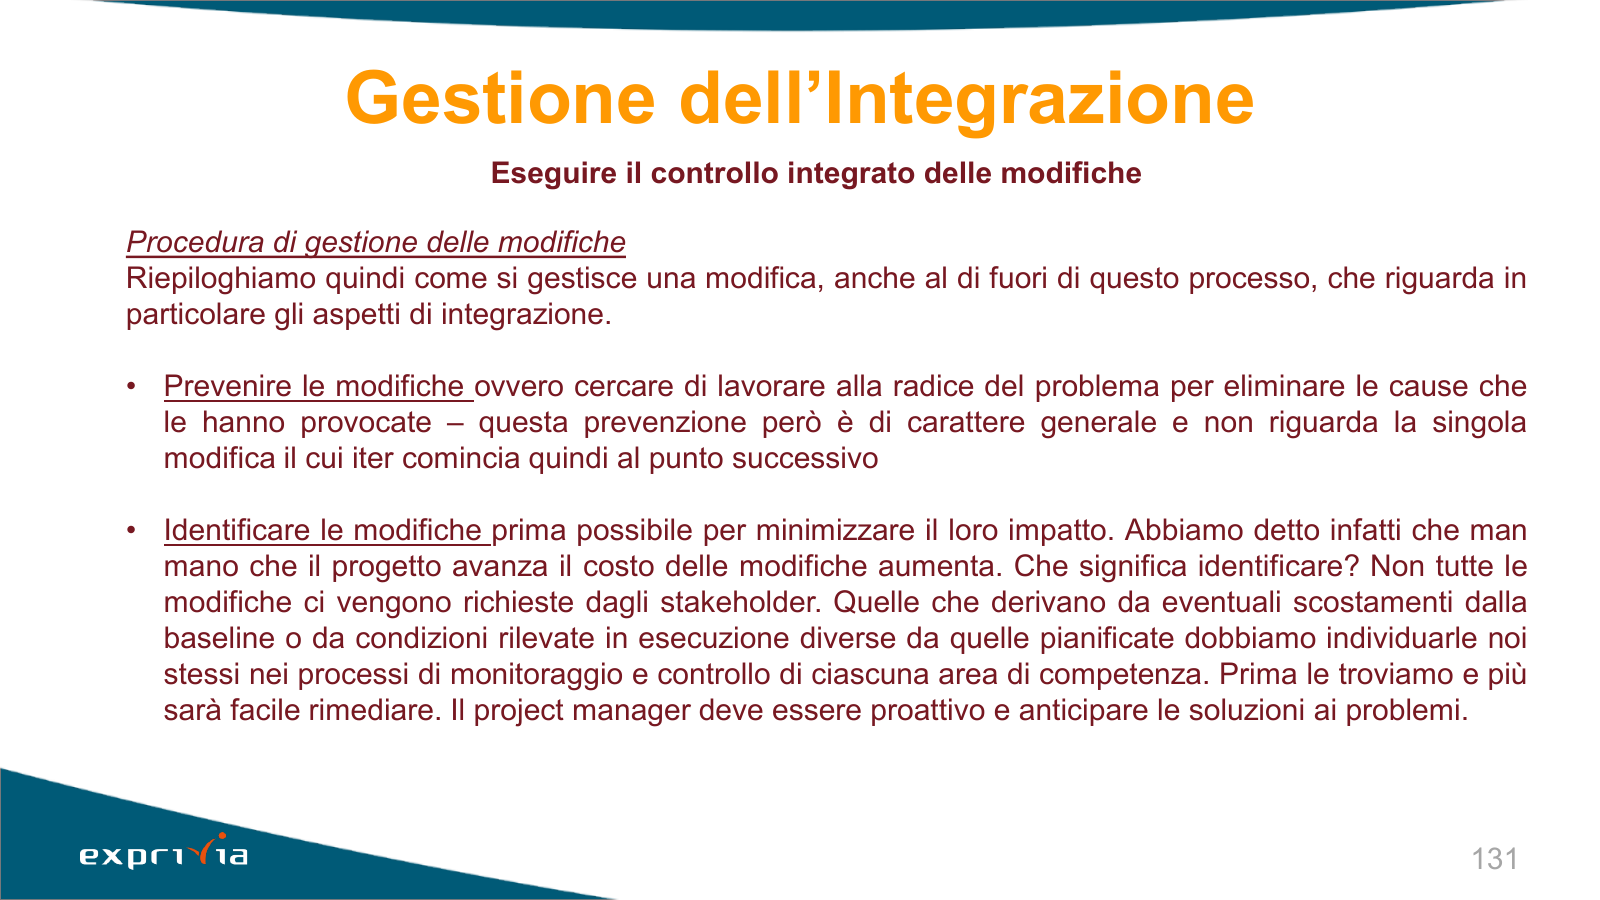 Gestione dell’Integrazione
Eseguire il controllo integrato delle modifiche
Procedura di gestione delle modifiche
Riepiloghiamo quindi come si gestisce una modifica, anche al di fuori di questo processo, che riguarda in
particolare gli aspetti di integrazione.
• Prevenire le modifiche ovvero cercare di lavorare alla radice del problema per eliminare le cause che
le hanno provocate – questa prevenzione però è di carattere generale e non riguarda la singola
modifica il cui iter comincia quindi al punto successivo
• Identificare le modifiche prima possibile per minimizzare il loro impatto. Abbiamo detto infatti che man
mano che il progetto avanza il costo delle modifiche aumenta. Che significa identificare? Non tutte le
modifiche ci vengono richieste dagli stakeholder. Quelle che derivano da eventuali scostamenti dalla
baseline o da condizioni rilevate in esecuzione diverse da quelle pianificate dobbiamo individuarle noi
stessi nei processi di monitoraggio e controllo di ciascuna area di competenza. Prima le troviamo e più
sarà facile rimediare. Il project manager deve essere proattivo e anticipare le soluzioni ai problemi.
exprivia
131